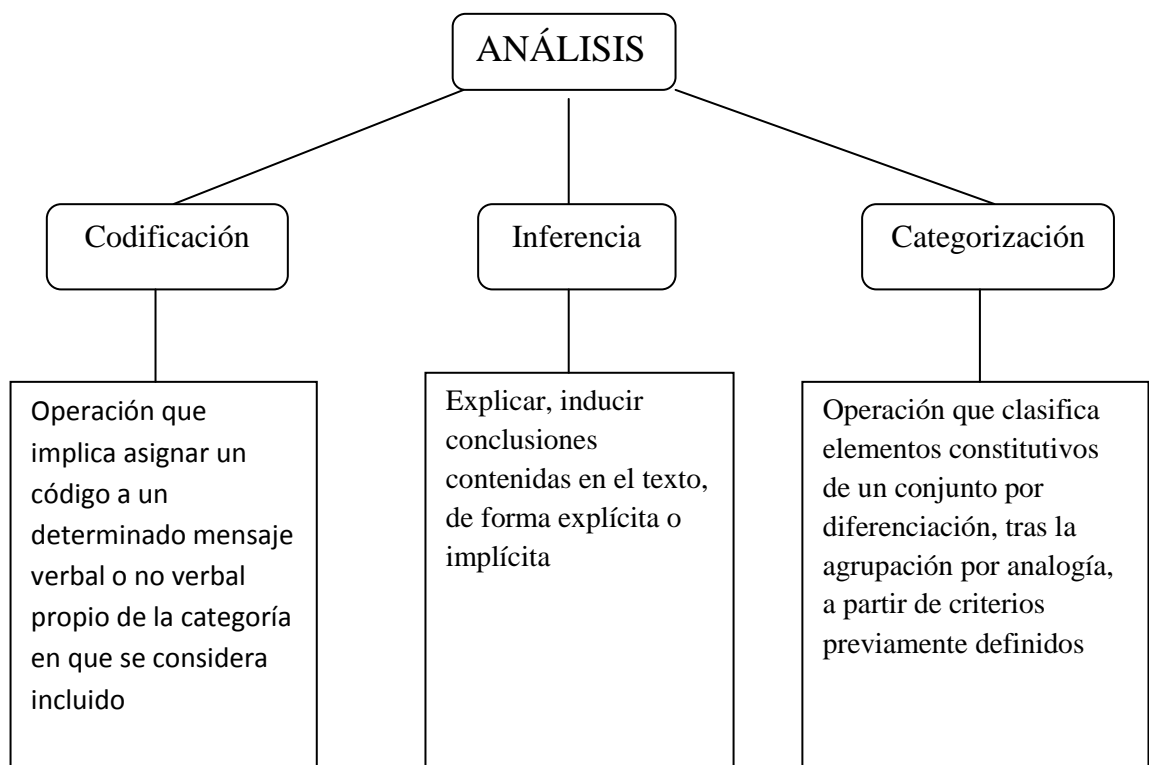 ANÁLISIS
Codificación
Inferencia
Categorización
Operación que
implica asignar un
código a un
determinado mensaje
verbal o no verbal
propio de la categoría
en que se considera
incluido
Explicar, inducir
conclusiones
contenidas en el texto,
de forma explícita o
implícita
Operación que clasifica
elementos constitutivos
de un conjunto por
diferenciación, tras la
agrupación por analogía,
a partir de criterios
previamente definidos